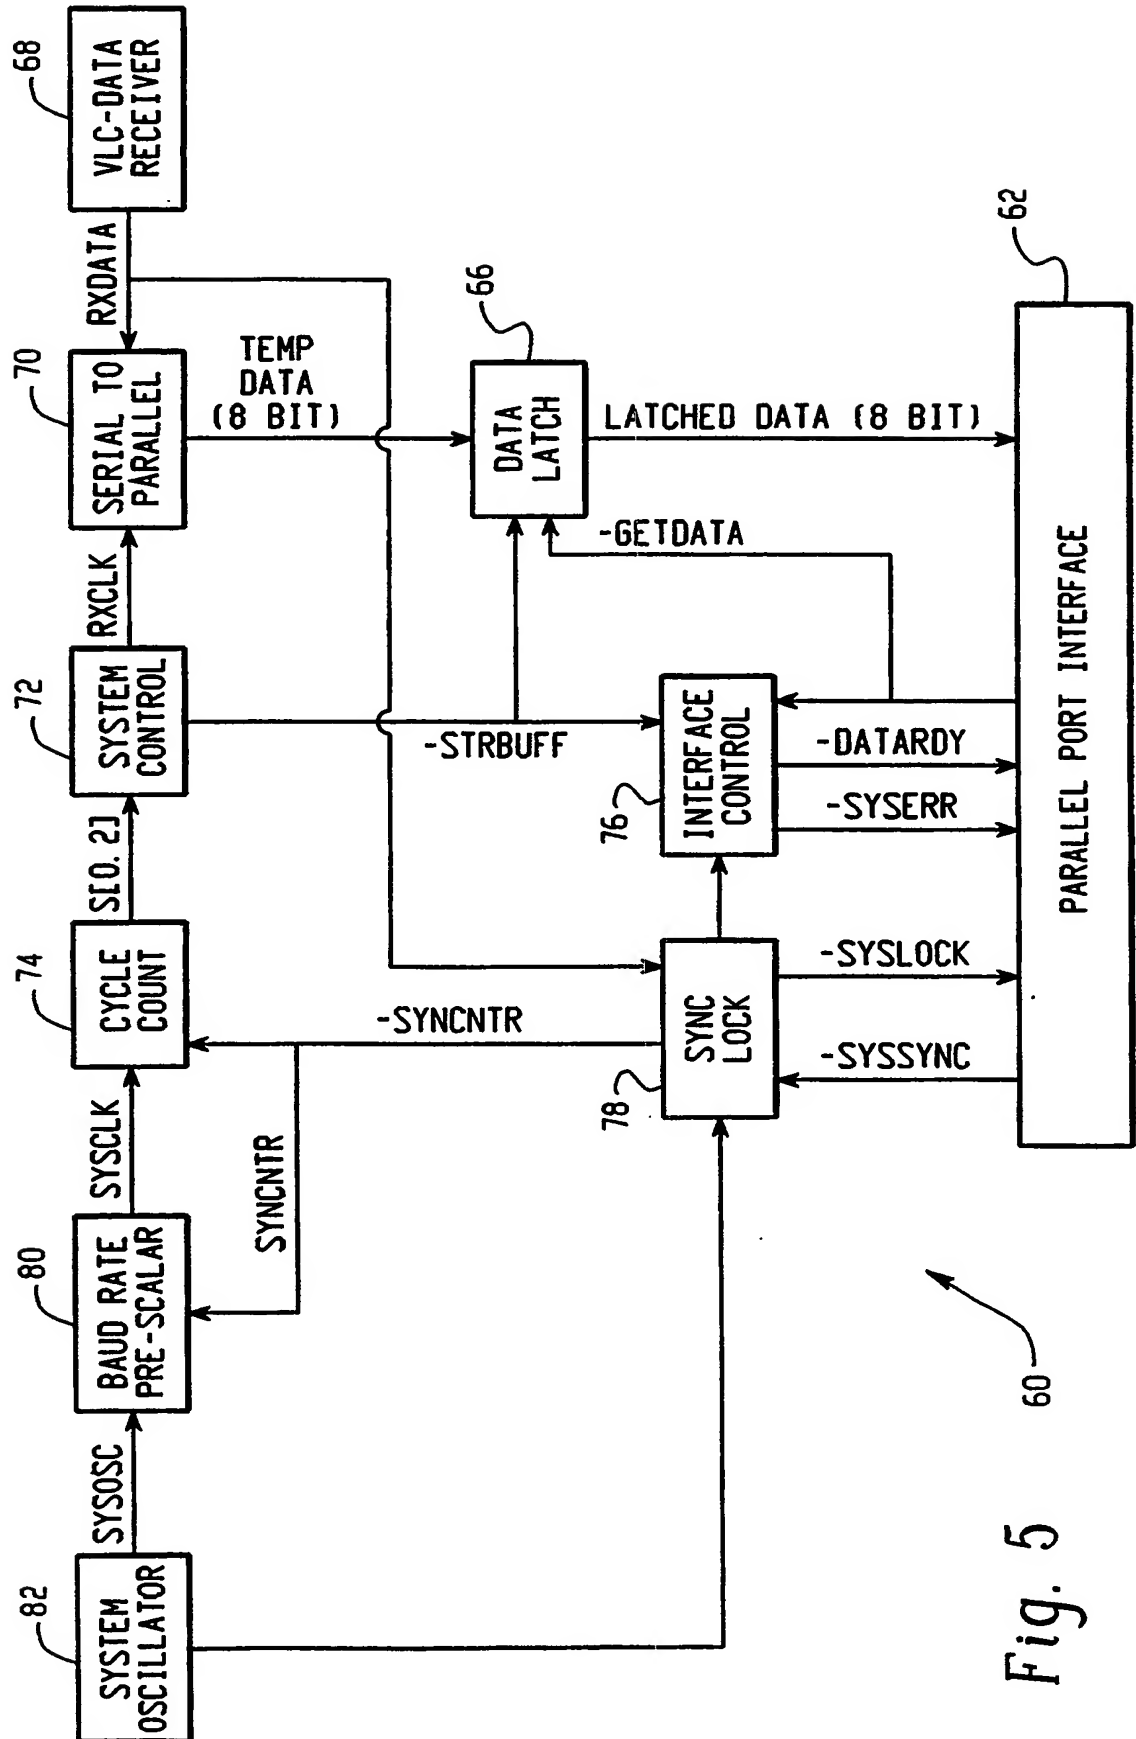 82
SYSTEM
OSCILLATOR
SYSOSC
80
BAUD RATE
PRE-SCALAR
SYSCLK
74
CYCLE
COUNT
S[0.2]
72
SYSTEM
CONTROL
RXCLK
70
SERIAL TO
PARALLEL
RXDATA
68
VLC-DATA
RECEIVER
SYNCNTR
-SYNCNTR
-STRBUFF
TEMP
DATA
(8 BIT)
66
DATA
LATCH
78
SYNC
LOCK
76
INTERFACE
CONTROL
-GETDATA
LATCHED DATA (8 BIT)
-SYSSYNC
-SYSLOCK
-SYSERR
-DATARDY
62
PARALLEL PORT INTERFACE
60
Fig. 5